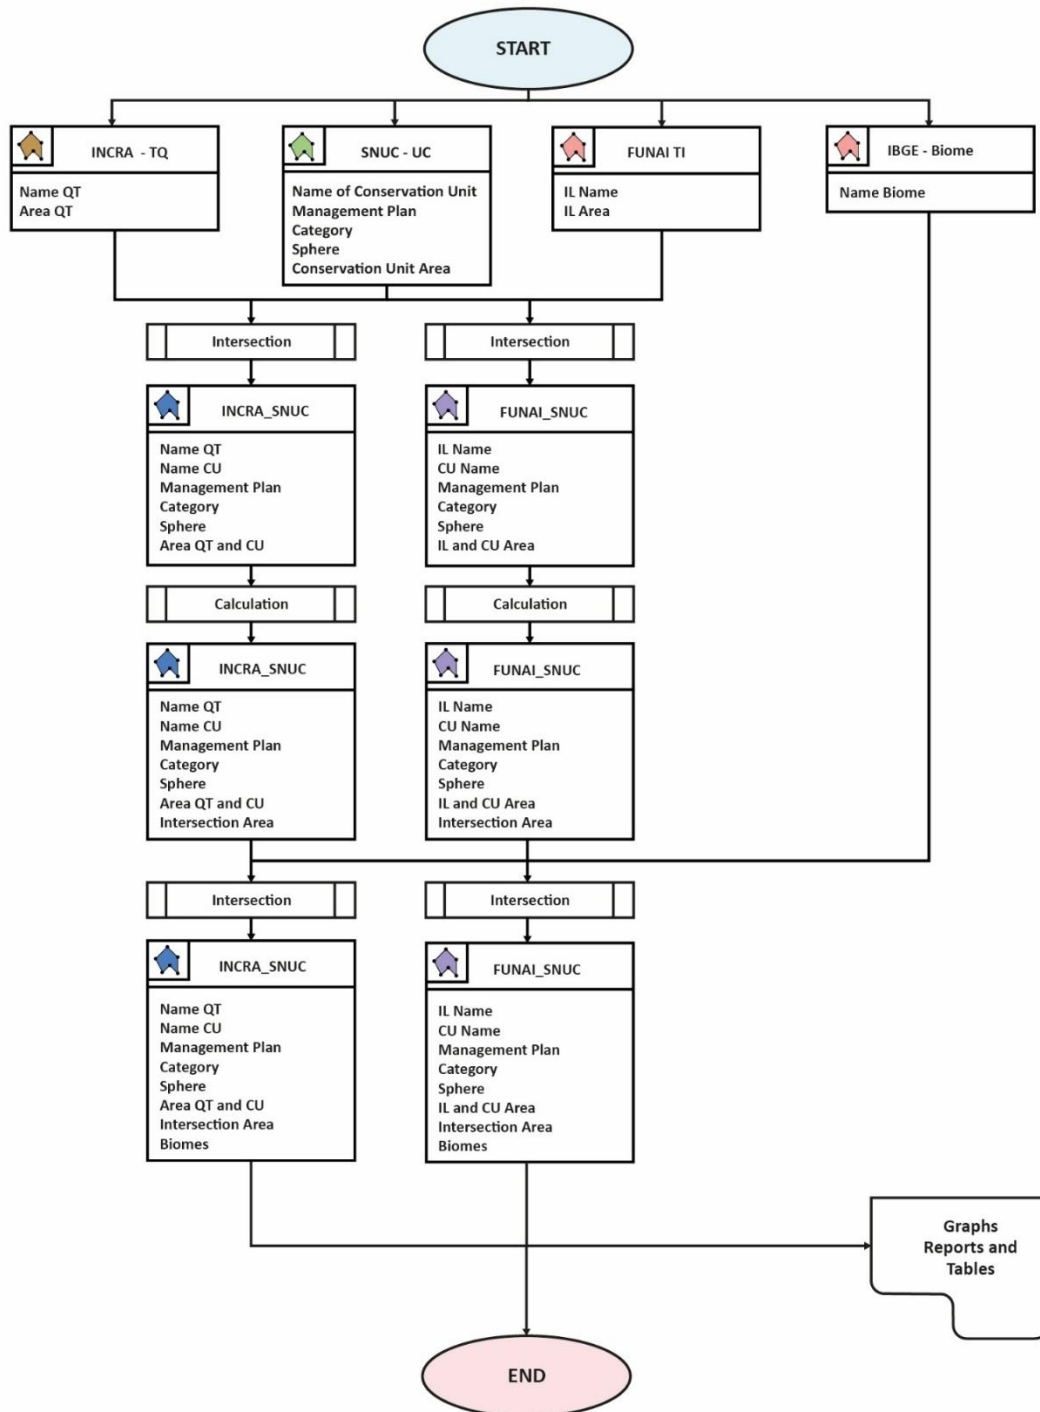 START
INCRA - TQ
Name QT
Area QT
SNUC - UC
Name of Conservation Unit
Management Plan
Category
Sphere
Conservation Unit Area
FUNAI TI
IL Name
IL Area
IBGE - Biome
Name Biome
Intersection
Intersection
INCRA_SNUC
Name QT
Name CU
Management Plan
Category
Sphere
Area QT and CU
FUNAI_SNUC
IL Name
CU Name
Management Plan
Category
Sphere
IL and CU Area
Calculation
Calculation
INCRA_SNUC
Name QT
Name CU
Management Plan
Category
Sphere
Area QT and CU
Intersection Area
FUNAI_SNUC
IL Name
CU Name
Management Plan
Category
Sphere
IL and CU Area
Intersection Area
Intersection
Intersection
INCRA_SNUC
Name QT
Name CU
Management Plan
Category
Sphere
Area QT and CU
Intersection Area
Biomes
FUNAI_SNUC
IL Name
CU Name
Management Plan
Category
Sphere
IL and CU Area
Intersection Area
Biomes
Graphs
Reports and
Tables
END